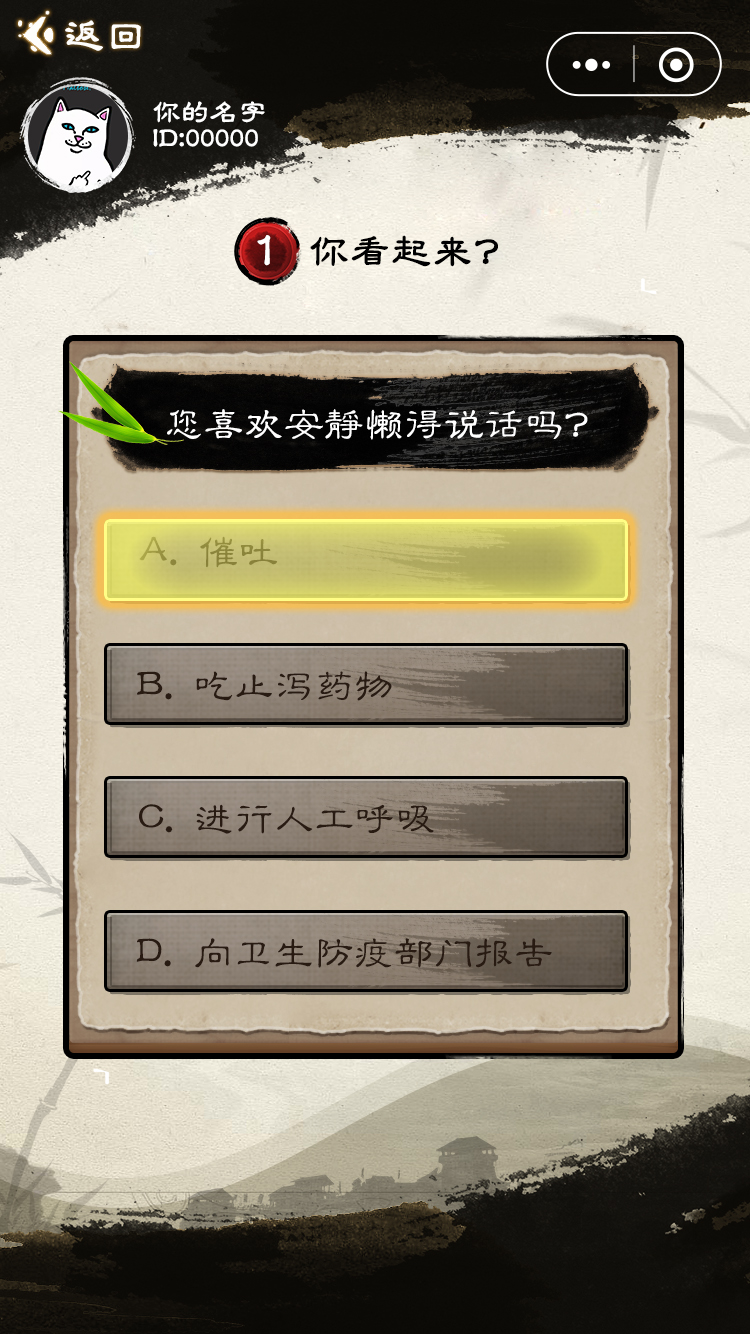 返回
你的名字
ID:00000
1 你看起来?
您喜欢安静懒得说话吗?
A. 催吐
B. 吃止泻药物
C. 进行人工呼吸
D. 向卫生防疫部门报告